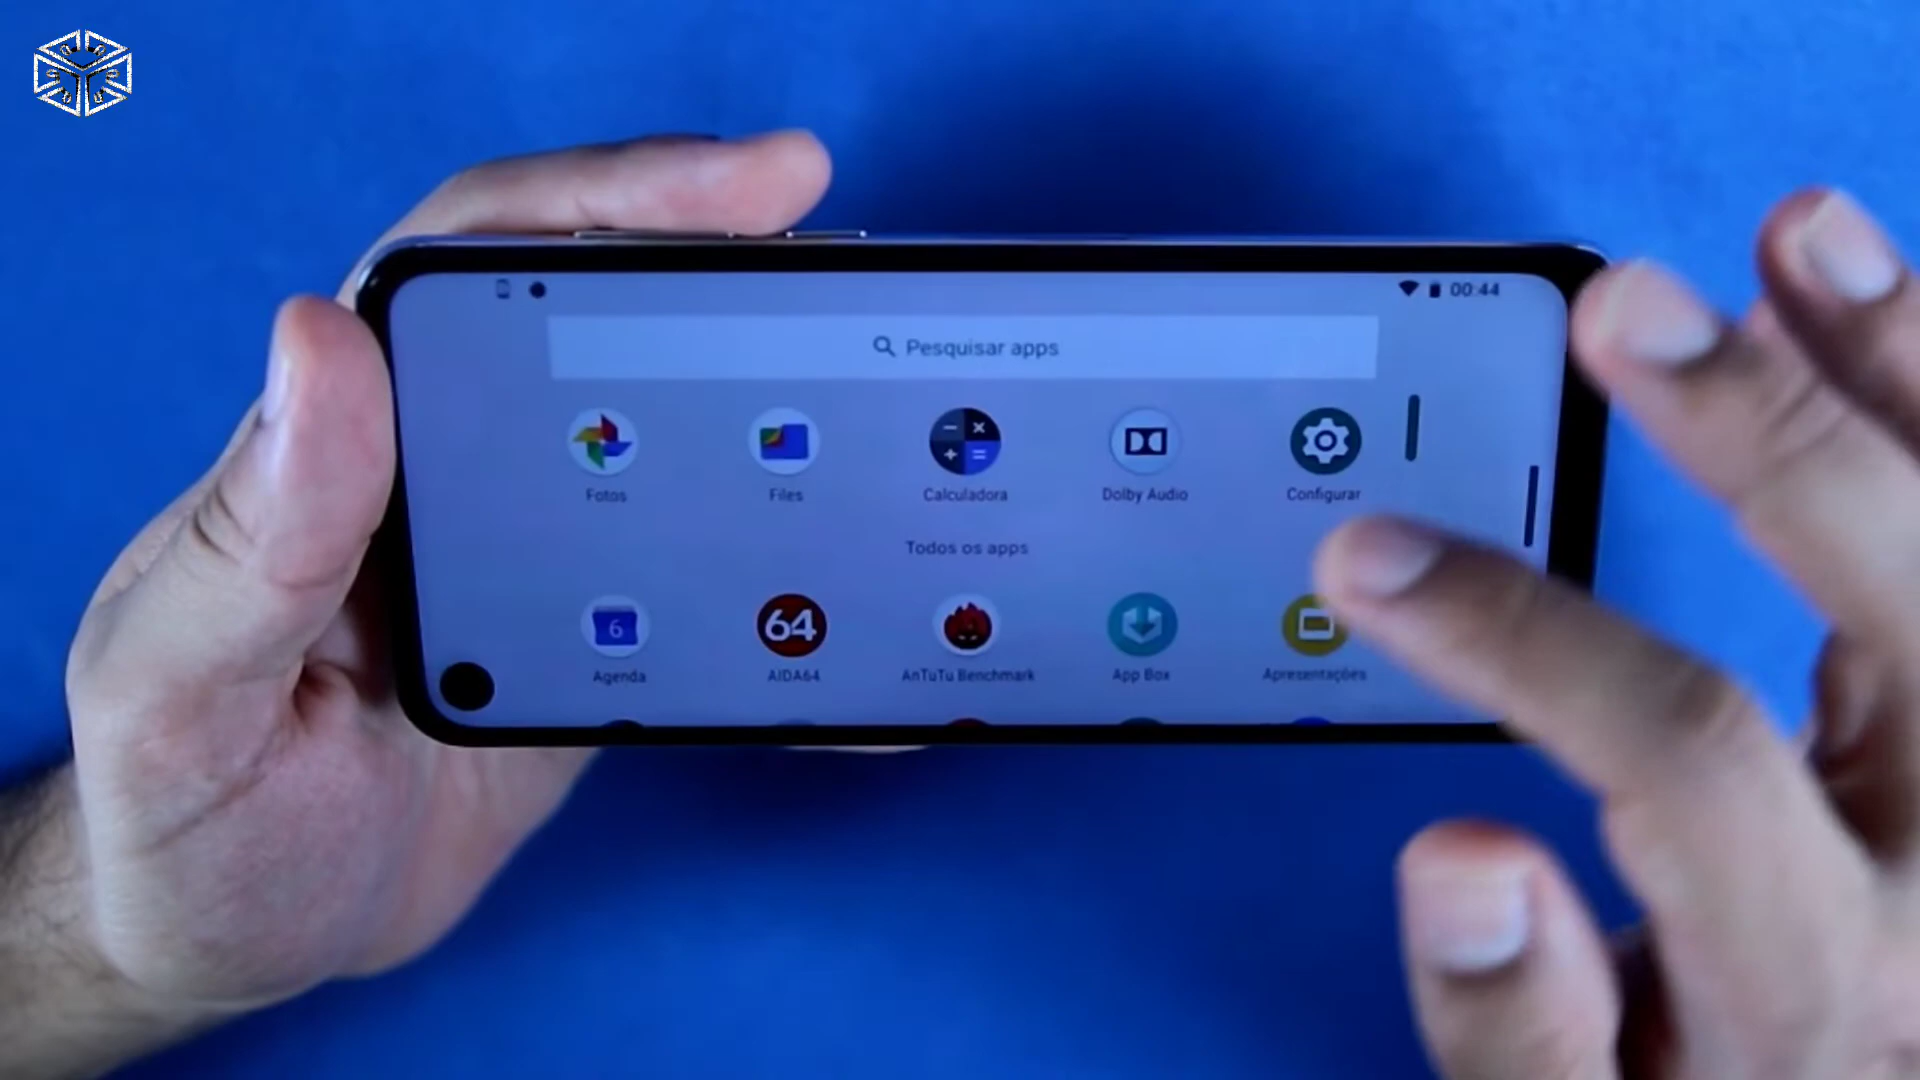 00:44
Pesquisar apps
Fotos Files Calculadora Dolby Audio Configurar
Todos os apps
6 64
Agenda AIDA64 AnTuTu Benchmark App Box Apresentações